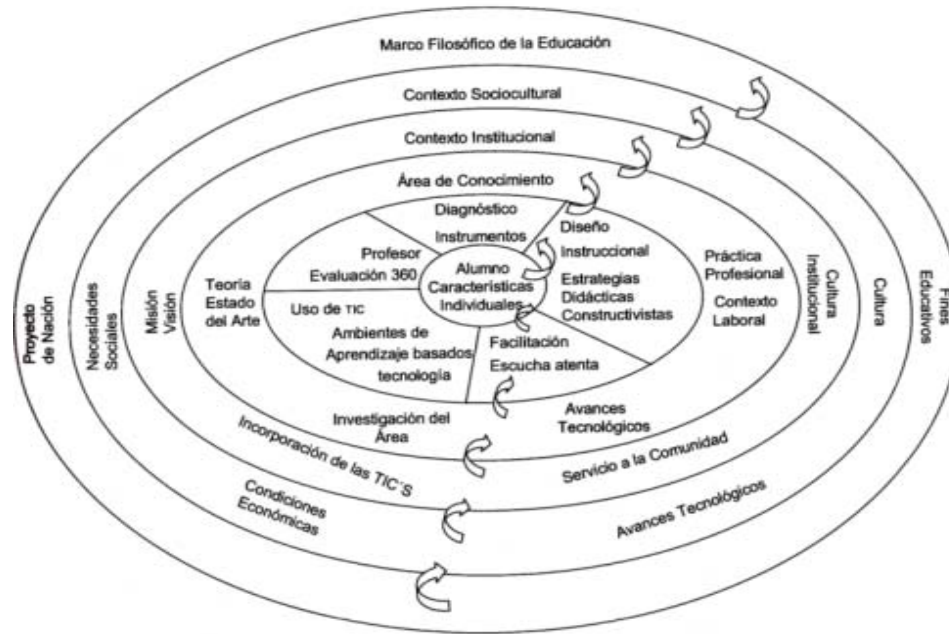 Marco Filosófico de la Educación
Contexto Sociocultural
Contexto Institucional
Área de Conocimiento
Diagnóstico
Instrumentos
Diseño
Instruccional
Estrategias
Didácticas
Constructivistas
Profesor
Evaluación 360
Alumno
Características
Individuales
Uso de TIC
Ambientes de
Aprendizaje basados
tecnología
Facilitación
Escucha atenta
Teoría
Estado
del Arte
Práctica
Profesional
Contexto
Laboral
Investigación del
Área
Avances
Tecnológicos
Misión
Visión
Cultura
Institucional
Incorporación de las TIC´S
Servicio a la Comunidad
Necesidades
Sociales
Cultura
Condiciones
Económicas
Avances Tecnológicos
Proyecto
de Nación
Fines
Educativos